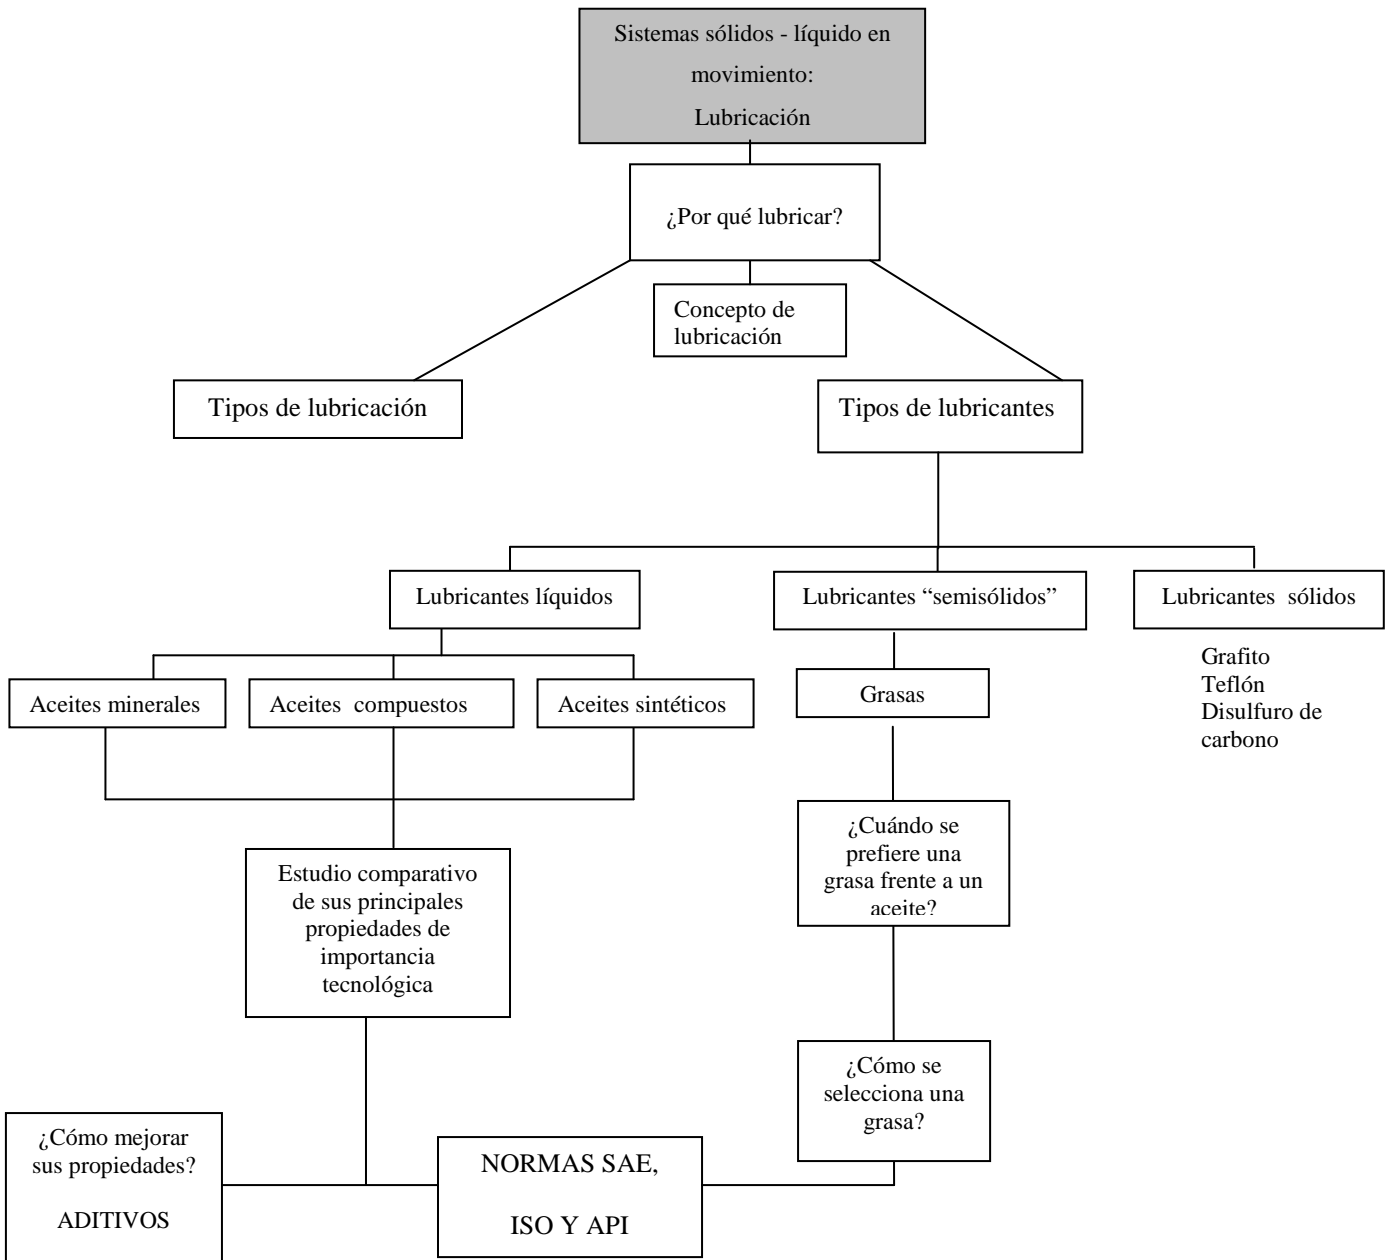 Sistemas sólidos - líquido en
movimiento:
Lubricación
¿Por qué lubricar?
Concepto de
lubricación
Tipos de lubricación
Tipos de lubricantes
Lubricantes líquidos
Lubricantes “semisólidos”
Lubricantes sólidos
Grafito
Teflón
Disulfuro de
carbono
Aceites minerales
Aceites compuestos
Aceites sintéticos
Grasas
¿Cuándo se
prefiere una
grasa frente a un
aceite?
Estudio comparativo
de sus principales
propiedades de
importancia
tecnológica
¿Cómo se
selecciona una
grasa?
¿Cómo mejorar
sus propiedades?
ADITIVOS
NORMAS SAE,
ISO Y API